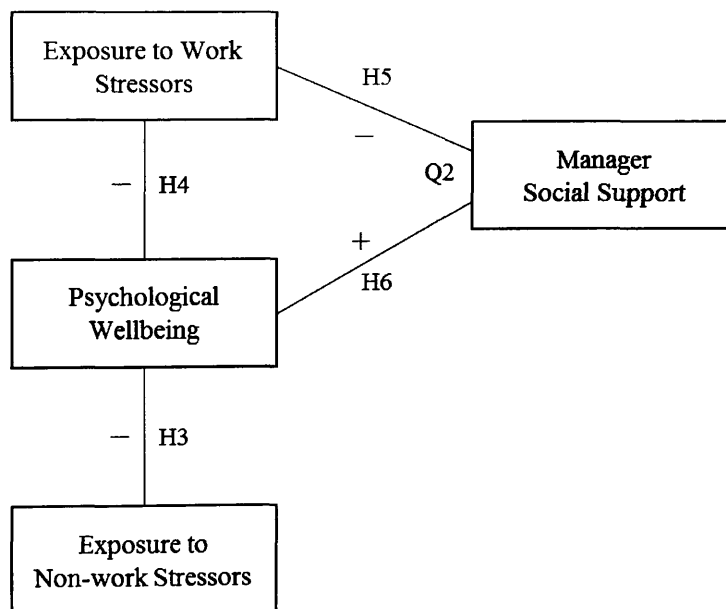 Exposure to Work
Stressors
H5
−
Q2
Manager
Social Support
−
H4
+
H6
Psychological
Wellbeing
−
H3
Exposure to
Non-work Stressors